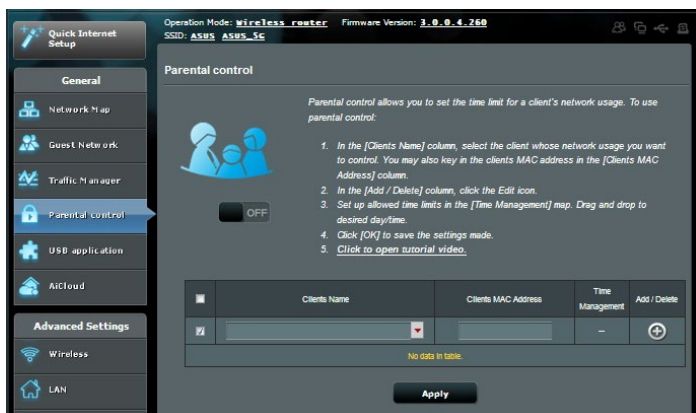 Quick Internet
Setup
General
Network Map
Guest Network
Traffic Manager
Parental control
USB application
AiCloud
Advanced Settings
Wireless
LAN
Operation Mode: Wireless router Firmware Version: 3.0.0.4.260
SSID: ASUS ASUS_5G
Parental control
OFF
Parental control allows you to set the time limit for a client's network usage. To use
parental control:
1. In the [Clients Name] column, select the client whose network usage you want
to control. You may also key in the clients MAC address in the [Clients MAC
Address] column.
2. In the [Add / Delete] column, click the Edit icon.
3. Set up allowed time limits in the [Time Management] map. Drag and drop to
desired day/time.
4. Click [OK] to save the settings made.
5. Click to open tutorial video.
Clients Name Clients MAC Address Time Management Add / Delete
--
No data in table.
Apply